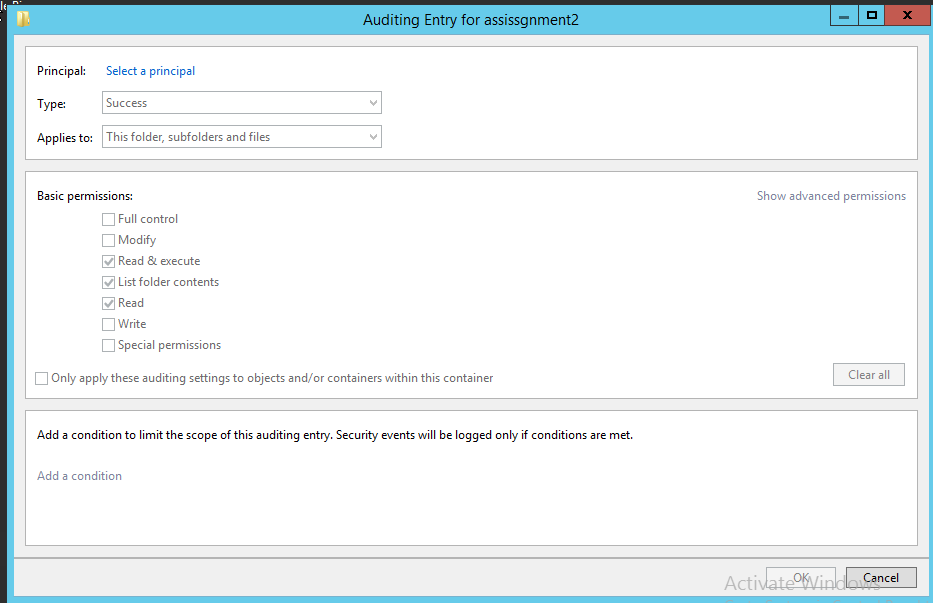 Auditing Entry for assissgnment2
Principal: Select a principal
Type: Success
Applies to: This folder, subfolders and files
Basic permissions: Show advanced permissions
Full control
Modify
Read & execute
List folder contents
Read
Write
Special permissions
Only apply these auditing settings to objects and/or containers within this container Clear all
Add a condition to limit the scope of this auditing entry. Security events will be logged only if conditions are met.
Add a condition
OK Cancel
Activate Windows